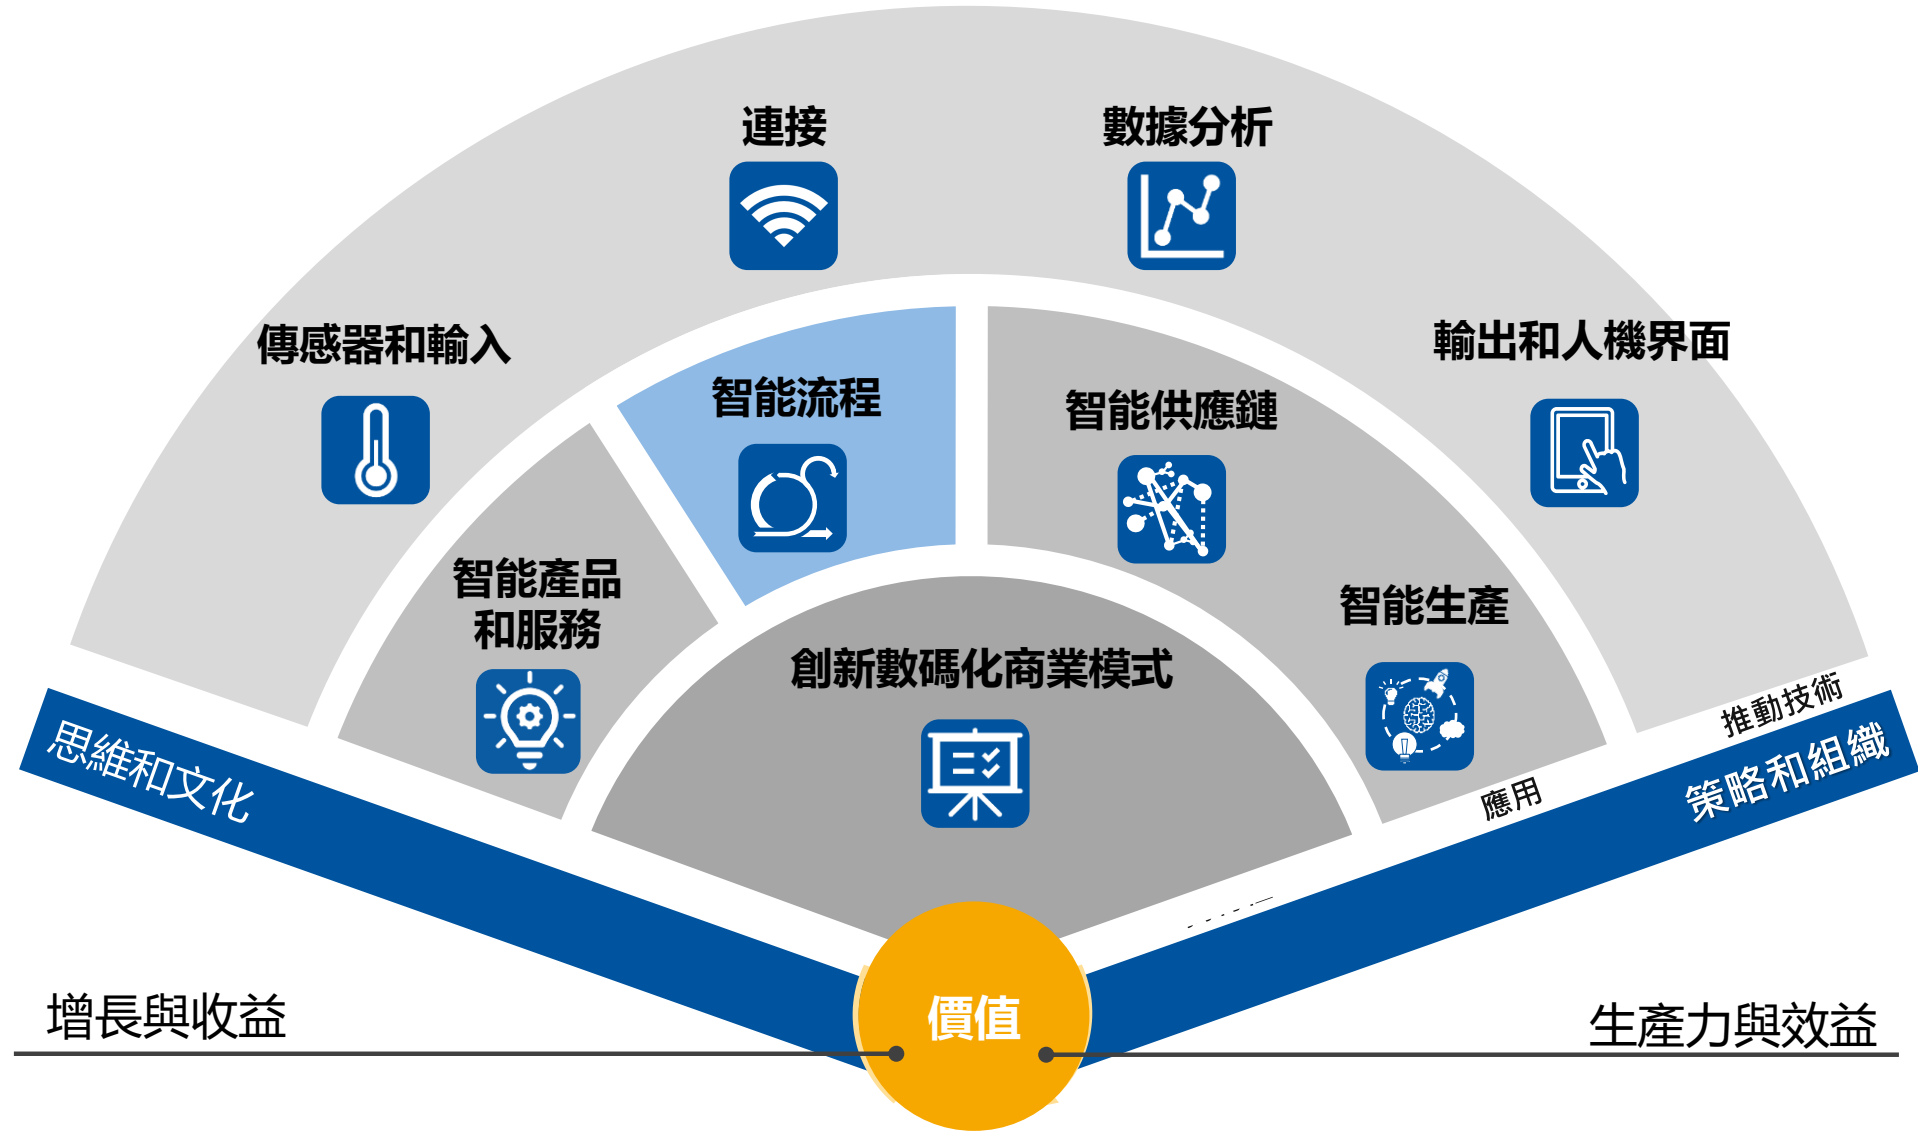 連接
數據分析
傳感器和輸入
輸出和人機界面
智能流程
智能供應鏈
智能產品
和服務
智能生產
創新數碼化商業模式
推動技術
應用
思維和文化
策略和組織
價值
增長與收益
生產力與效益